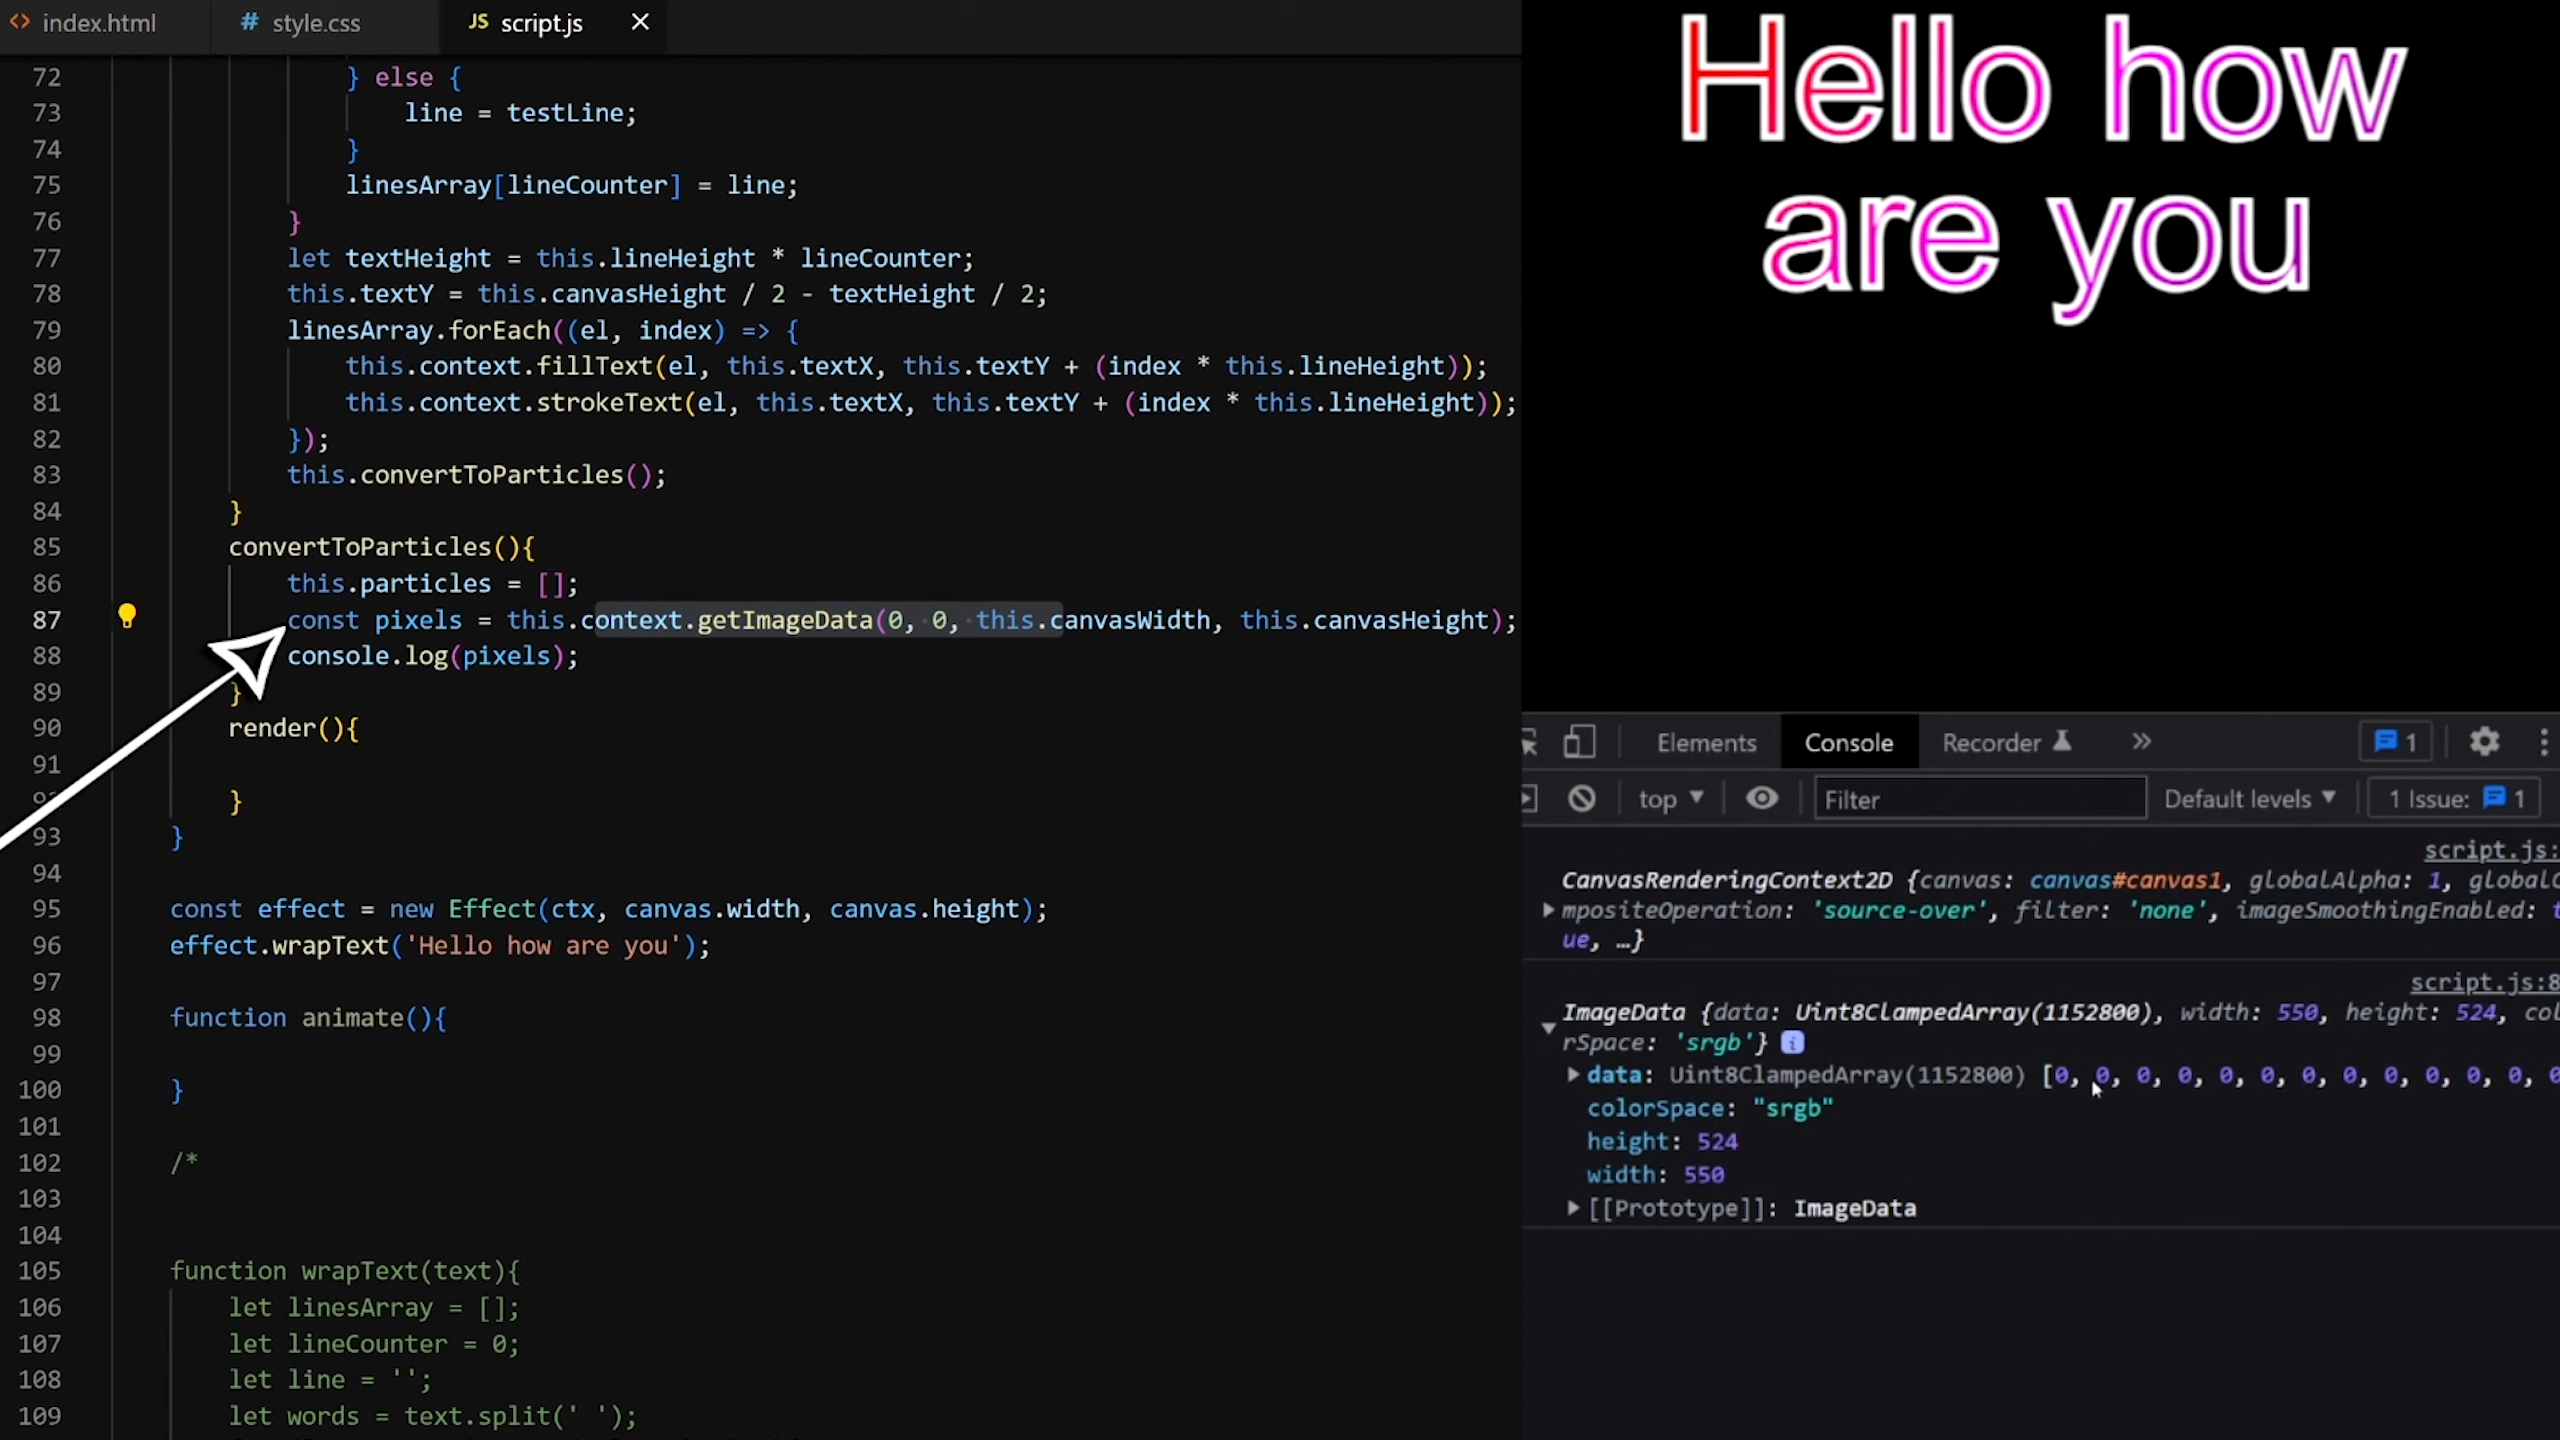 index.html
# style.css
JS script.js
72 } else {
73 line = testLine;
74 }
75 linesArray[lineCounter] = line;
76 }
77 let textHeight = this.lineHeight * lineCounter;
78 this.textY = this.canvasHeight / 2 - textHeight / 2;
79 linesArray.forEach((el, index) => {
80 this.context.fillText(el, this.textX, this.textY + (index * this.lineHeight));
81 this.context.strokeText(el, this.textX, this.textY + (index * this.lineHeight));
82 });
83 this.convertToParticles();
84 }
85 convertToParticles(){
86 this.particles = [];
87 const pixels = this.context.getImageData(0, 0, this.canvasWidth, this.canvasHeight);
88 console.log(pixels);
89 }
90 render(){
91
}
93 }
94
95 const effect = new Effect(ctx, canvas.width, canvas.height);
96 effect.wrapText('Hello how are you');
97
98 function animate(){
99
100 }
101
102 /*
103
104
105 function wrapText(text){
106 let linesArray = [];
107 let lineCounter = 0;
108 let line = '';
109 let words = text.split(' ');
Hello how
are you
Elements Console Recorder » 1
top Filter Default levels 1 Issue: 1
script.js:
CanvasRenderingContext2D {canvas: canvas#canvas1, globalAlpha: 1, globalC
mpositeOperation: 'source-over', filter: 'none', imageSmoothingEnabled: t
ue, …}
script.js:8
ImageData {data: Uint8ClampedArray(1152800), width: 550, height: 524, col
rSpace: 'srgb'} i
data: Uint8ClampedArray(1152800) [0, 0, 0, 0, 0, 0, 0, 0, 0, 0, 0, 0, 0
colorSpace: "srgb"
height: 524
width: 550
[[Prototype]]: ImageData